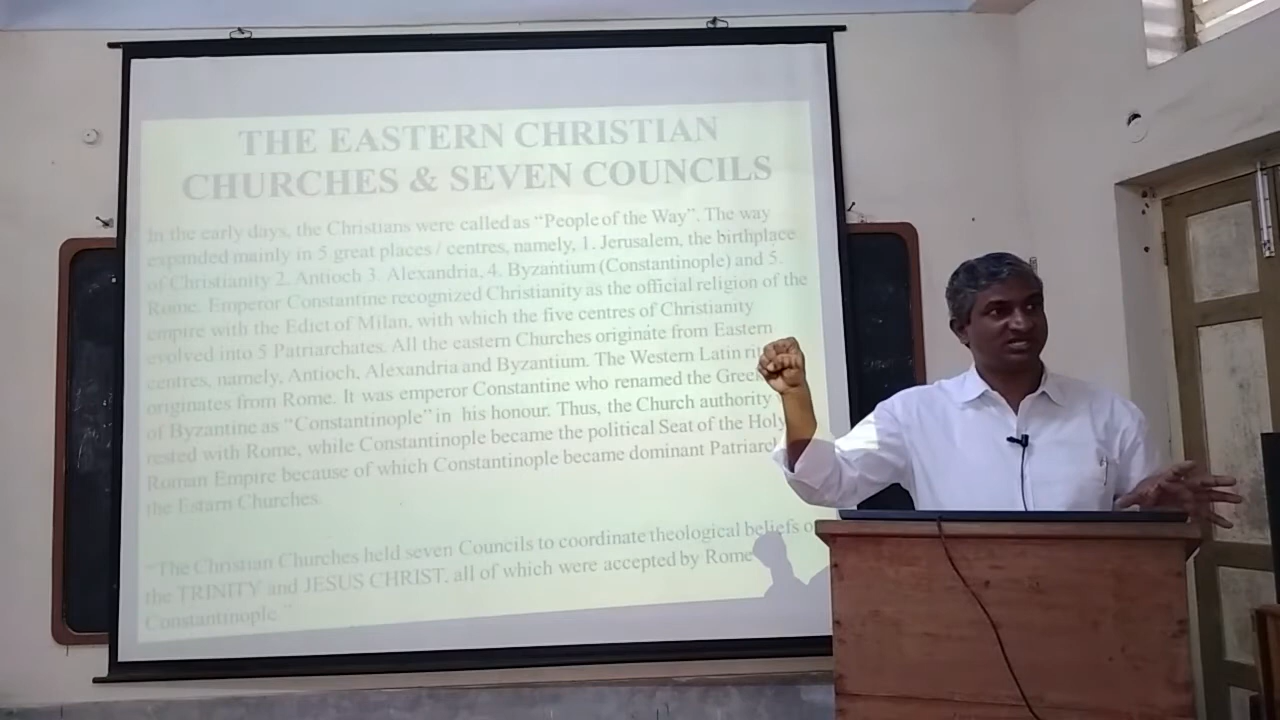 THE EASTERN CHRISTIAN
CHURCHES & SEVEN COUNCILS
In the early days, the Christians were called as “People of the Way”. The way
expanded mainly in 5 great places / centres, namely, 1. Jerusalem, the birthplace
of Christianity 2. Antioch 3. Alexandria, 4. Byzantium (Constantinople) and 5.
Rome. Emperor Constantine recognized Christianity as the official religion of the
empire with the Edict of Milan, with which the five centres of Christianity
evolved into 5 Patriarchates. All the eastern Churches originate from Eastern
centres, namely, Antioch, Alexandria and Byzantium. The Western Latin
originates from Rome. It was emperor Constantine who renamed the
of Byzantine as “Constantinople” in his honour. Thus, the Church authority
rested with Rome, while Constantinople became the political Seat of the Holy
Roman Empire because of which Constantinople became dominant
the Estarn Churches.
“The Christian Churches held seven Councils to coordinate theological beliefs
the TRINITY and JESUS CHRIST, all of which were accepted by Rome
Constantinople.”